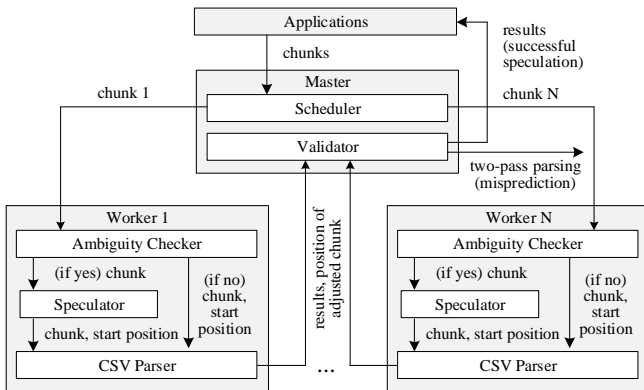 Applications
results
(successful
speculation)
chunks
Master
chunk 1
Scheduler
chunk N
Validator
two-pass parsing
(misprediction)
Worker 1
Ambiguity Checker
(if yes) chunk
(if no)
chunk,
start
position
Speculator
chunk, start position
CSV Parser
results, position of
adjusted chunk
...
Worker N
Ambiguity Checker
(if yes) chunk
(if no)
chunk,
start
position
Speculator
chunk, start position
CSV Parser